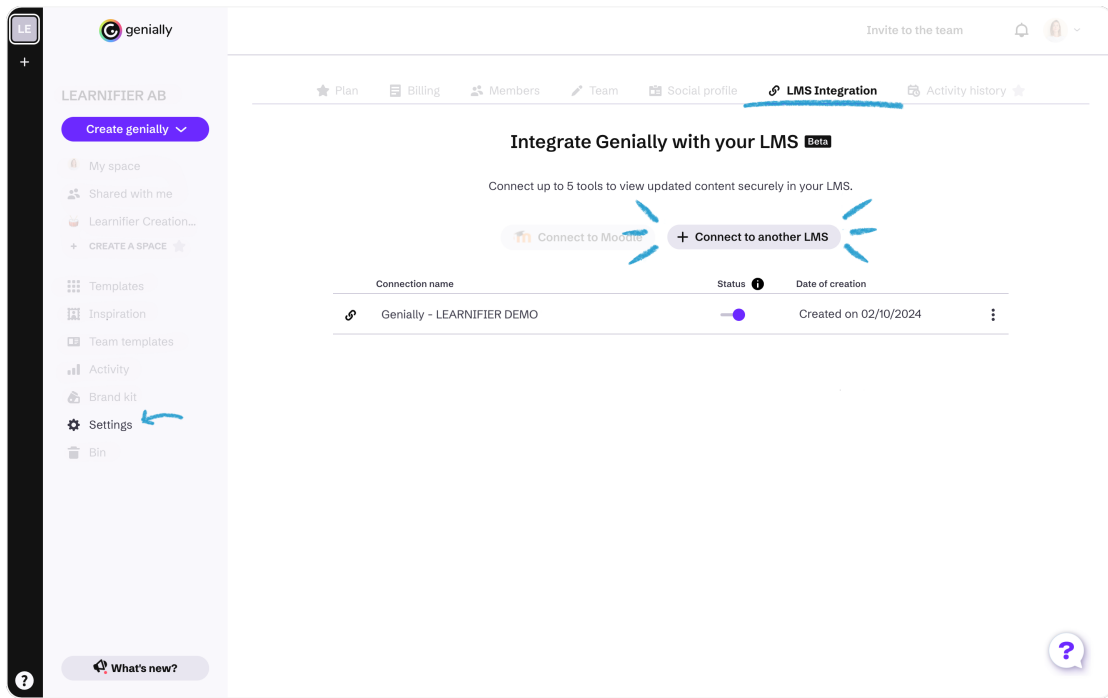 LE
genially
Invite to the team
LEARNIFIER AB
Create genially
My space
Shared with me
Learnifier Creation...
+ CREATE A SPACE
Templates
Inspiration
Team templates
Activity
Brand kit
Settings
Bin
What's new?
?
Plan
Billing
Members
Team
Social profile
LMS Integration
Activity history
Integrate Genially with your LMS Beta
Connect up to 5 tools to view updated content securely in your LMS.
Connect to Moodle
+ Connect to another LMS
Connection name
Status i
Date of creation
Genially - LEARNIFIER DEMO
Created on 02/10/2024
?